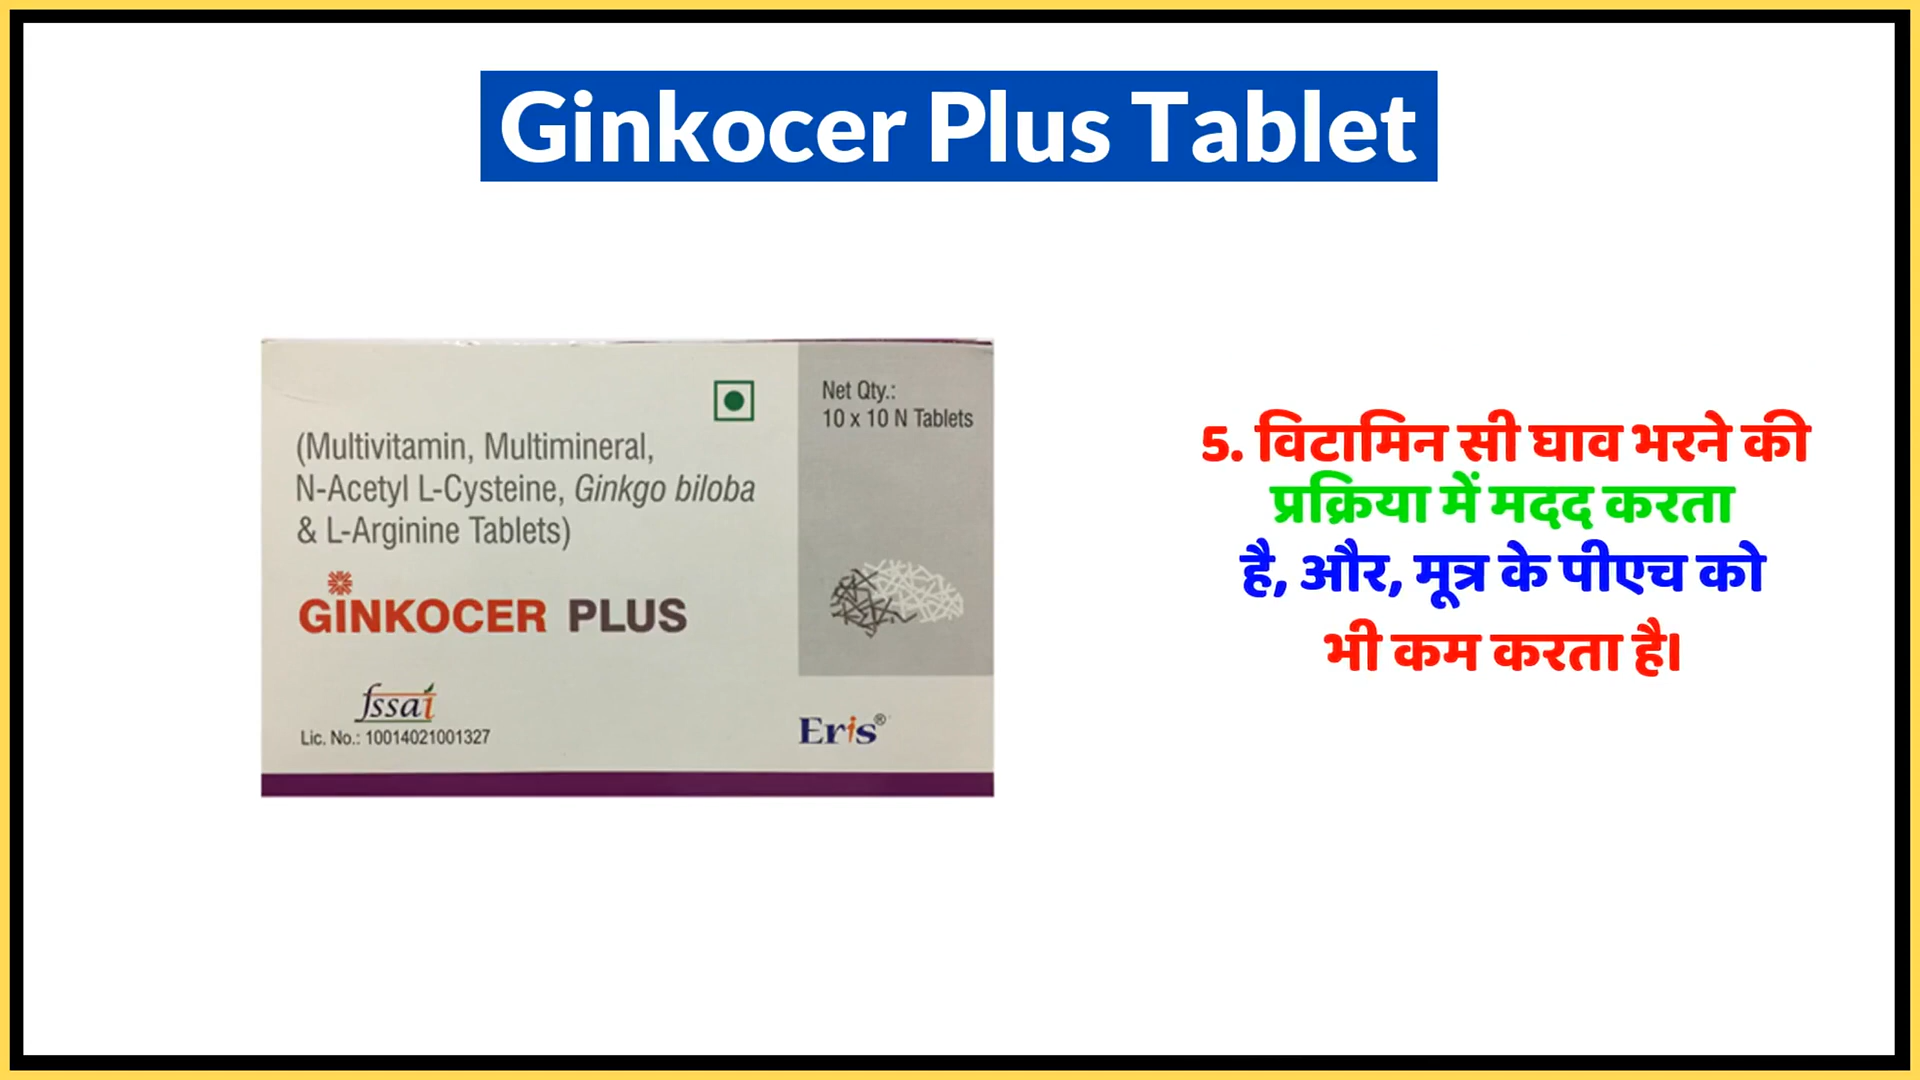 Ginkocer Plus Tablet
Net Qty.:
10 x 10 N Tablets
(Multivitamin, Multimineral,
N-Acetyl L-Cysteine, Ginkgo biloba
& L-Arginine Tablets)
GINKOCER PLUS
fssai
Lic. No.: 10014021001327
Eris®
5. विटामिन सी घाव भरने की
प्रक्रिया में मदद करता
है, और, मूत्र के पीएच को
भी कम करता है।